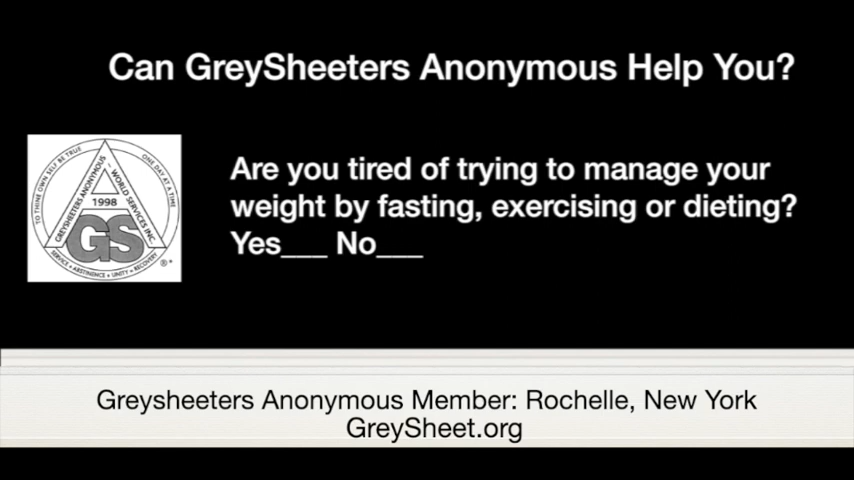 Can GreySheeters Anonymous Help You?
TO THINE OWN SELF BE TRUE
ONE DAY AT A TIME
GREYSHEETERS ANONYMOUS
WORLD SERVICES INC.
1998
GS
SERVICE • ABSTINENCE • UNITY • RECOVERY
®
Are you tired of trying to manage your
weight by fasting, exercising or dieting?
Yes___ No___
Greysheeters Anonymous Member: Rochelle, New York
GreySheet.org